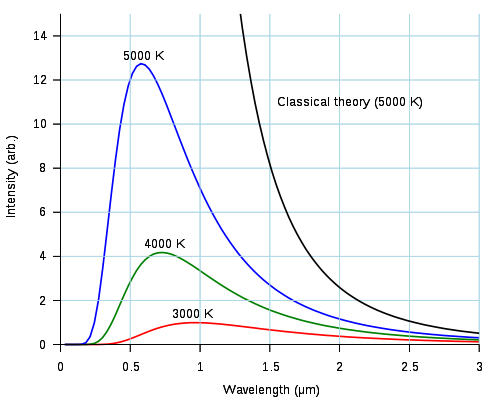 14
12
10
8
6
4
2
0
Intensity (arb.)
5000 K
Classical theory (5000 K)
4000 K
3000 K
0
0.5
1
1.5
2
2.5
3
Wavelength (μm)